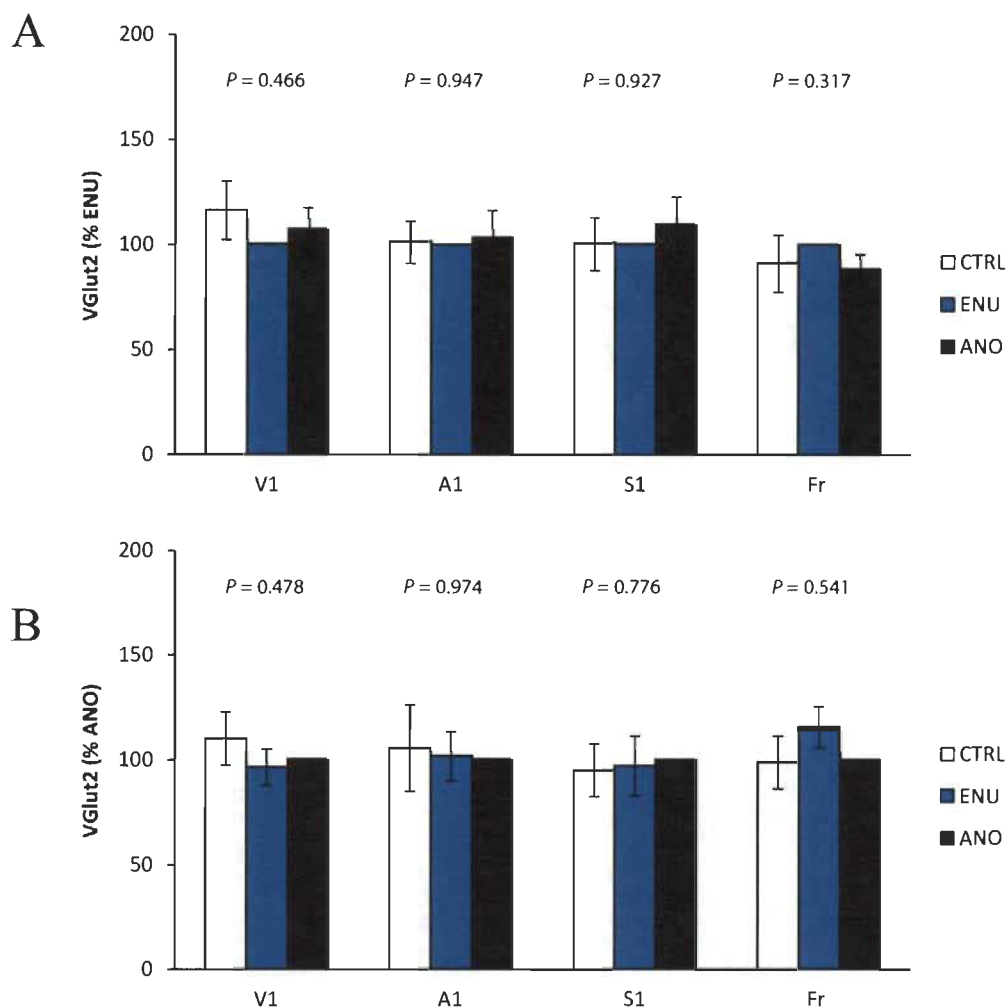 A
200
150
100
50
0
VGlut2 (% ENU)
P = 0.466
P = 0.947
P = 0.927
P = 0.317
CTRL
ENU
ANO
V1
A1
S1
Fr
B
200
150
100
50
0
VGlut2 (% ANO)
P = 0.478
P = 0.974
P = 0.776
P = 0.541
CTRL
ENU
ANO
V1
A1
S1
Fr